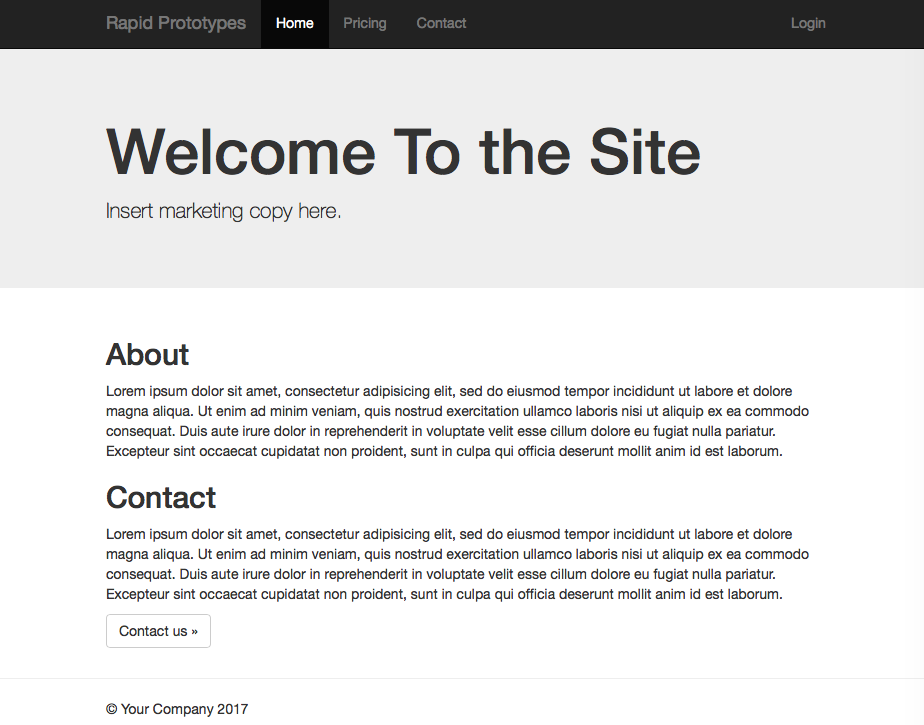 Rapid Prototypes Home Pricing Contact Login
Welcome To the Site
Insert marketing copy here.
About
Lorem ipsum dolor sit amet, consectetur adipisicing elit, sed do eiusmod tempor incididunt ut labore et dolore
magna aliqua. Ut enim ad minim veniam, quis nostrud exercitation ullamco laboris nisi ut aliquip ex ea commodo
consequat. Duis aute irure dolor in reprehenderit in voluptate velit esse cillum dolore eu fugiat nulla pariatur.
Excepteur sint occaecat cupidatat non proident, sunt in culpa qui officia deserunt mollit anim id est laborum.
Contact
Lorem ipsum dolor sit amet, consectetur adipisicing elit, sed do eiusmod tempor incididunt ut labore et dolore
magna aliqua. Ut enim ad minim veniam, quis nostrud exercitation ullamco laboris nisi ut aliquip ex ea commodo
consequat. Duis aute irure dolor in reprehenderit in voluptate velit esse cillum dolore eu fugiat nulla pariatur.
Excepteur sint occaecat cupidatat non proident, sunt in culpa qui officia deserunt mollit anim id est laborum.
Contact us »
© Your Company 2017